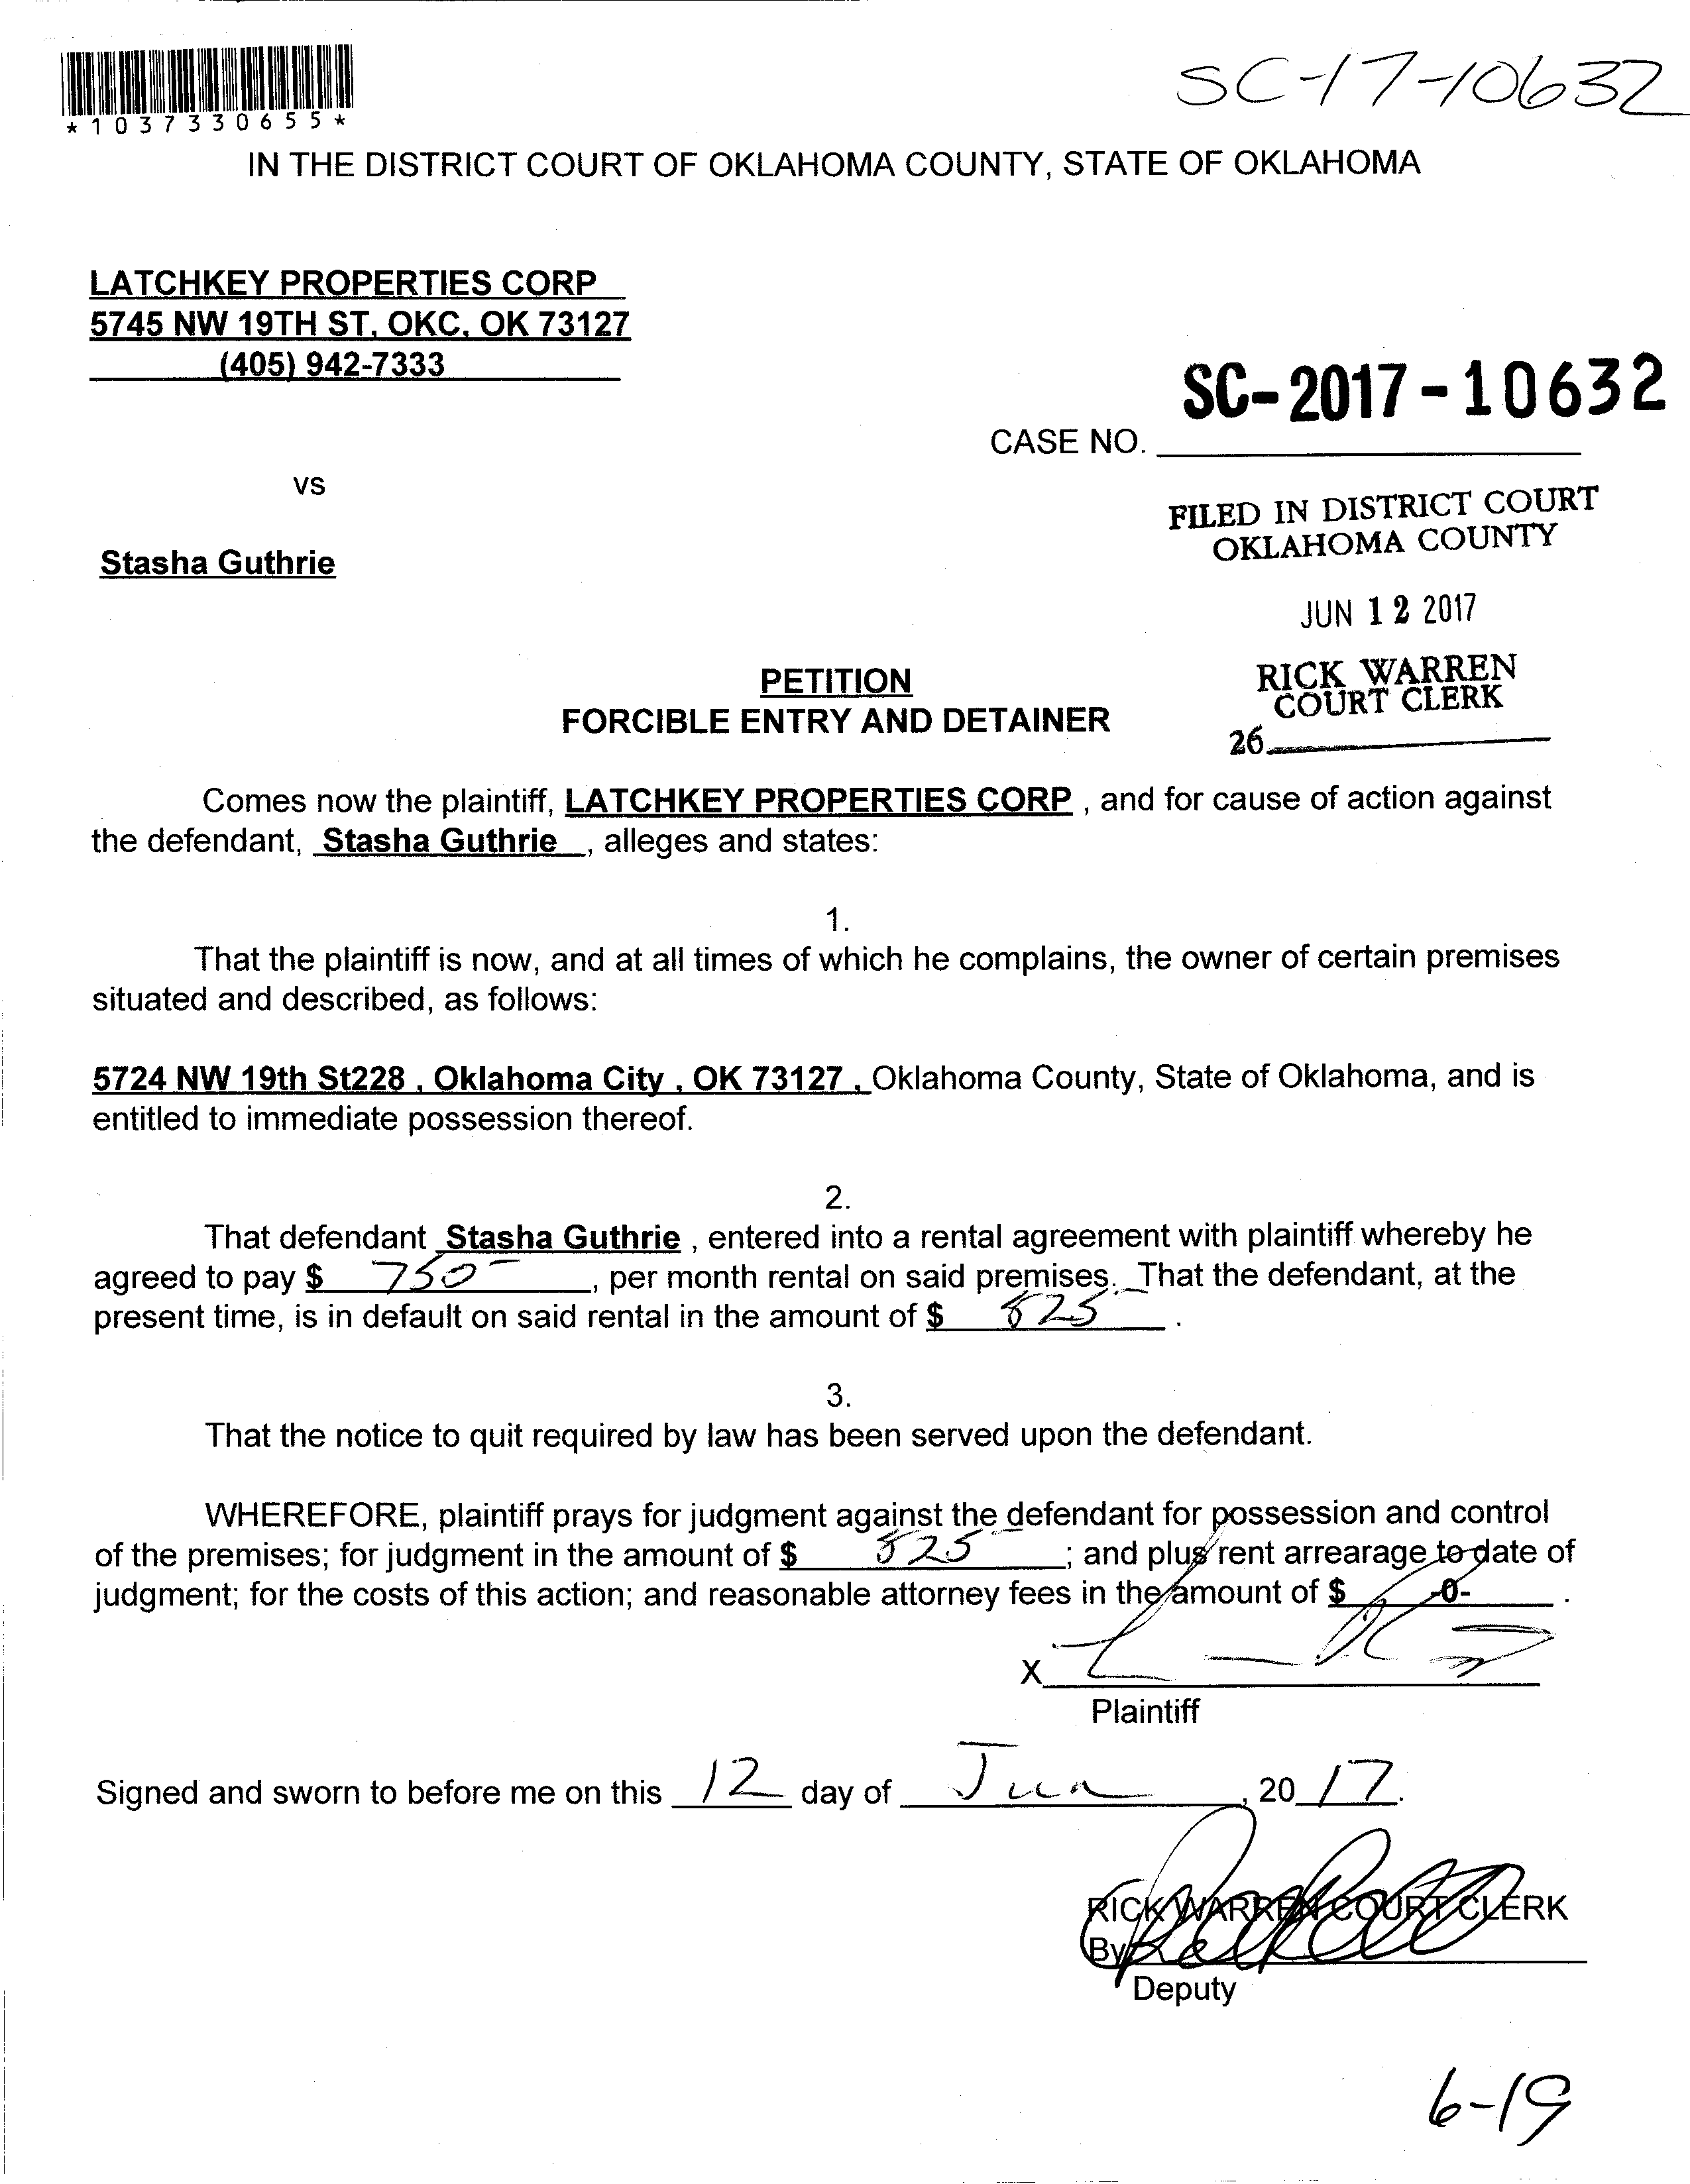 SC-17-10632
*1037330655*
IN THE DISTRICT COURT OF OKLAHOMA COUNTY, STATE OF OKLAHOMA
LATCHKEY PROPERTIES CORP
5745 NW 19TH ST, OKC, OK 73127
(405) 942-7333
SC-2017-10632
CASE NO.
vs
FILED IN DISTRICT COURT
OKLAHOMA COUNTY
Stasha Guthrie
JUN 12 2017
RICK WARREN
COURT CLERK
26
PETITION
FORCIBLE ENTRY AND DETAINER
Comes now the plaintiff, LATCHKEY PROPERTIES CORP , and for cause of action against
the defendant, Stasha Guthrie , alleges and states:
1.
That the plaintiff is now, and at all times of which he complains, the owner of certain premises
situated and described, as follows:
5724 NW 19th St228 , Oklahoma City , OK 73127 , Oklahoma County, State of Oklahoma, and is
entitled to immediate possession thereof.
2.
That defendant Stasha Guthrie , entered into a rental agreement with plaintiff whereby he
agreed to pay $ 750 , per month rental on said premises. That the defendant, at the
present time, is in default on said rental in the amount of $ 825 .
3.
That the notice to quit required by law has been served upon the defendant.
WHEREFORE, plaintiff prays for judgment against the defendant for possession and control
of the premises; for judgment in the amount of $ 825 ; and plus rent arrearage to date of
judgment; for the costs of this action; and reasonable attorney fees in the amount of $ -0- .
X
Plaintiff
Signed and sworn to before me on this 12 day of Jun , 20 17.
RICK WARREN COURT CLERK
By
Deputy
6-19